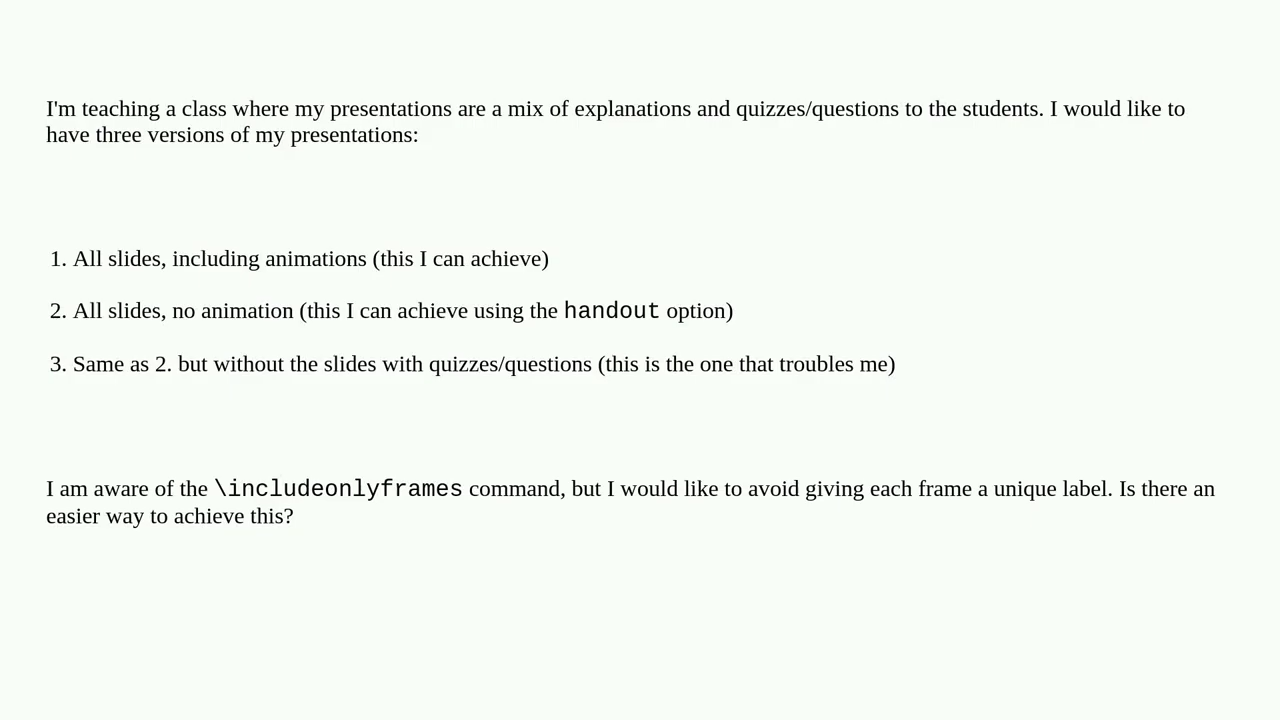 I'm teaching a class where my presentations are a mix of explanations and quizzes/questions to the students. I would like to
have three versions of my presentations:
1. All slides, including animations (this I can achieve)
2. All slides, no animation (this I can achieve using the handout option)
3. Same as 2. but without the slides with quizzes/questions (this is the one that troubles me)
I am aware of the \includeonlyframes command, but I would like to avoid giving each frame a unique label. Is there an
easier way to achieve this?